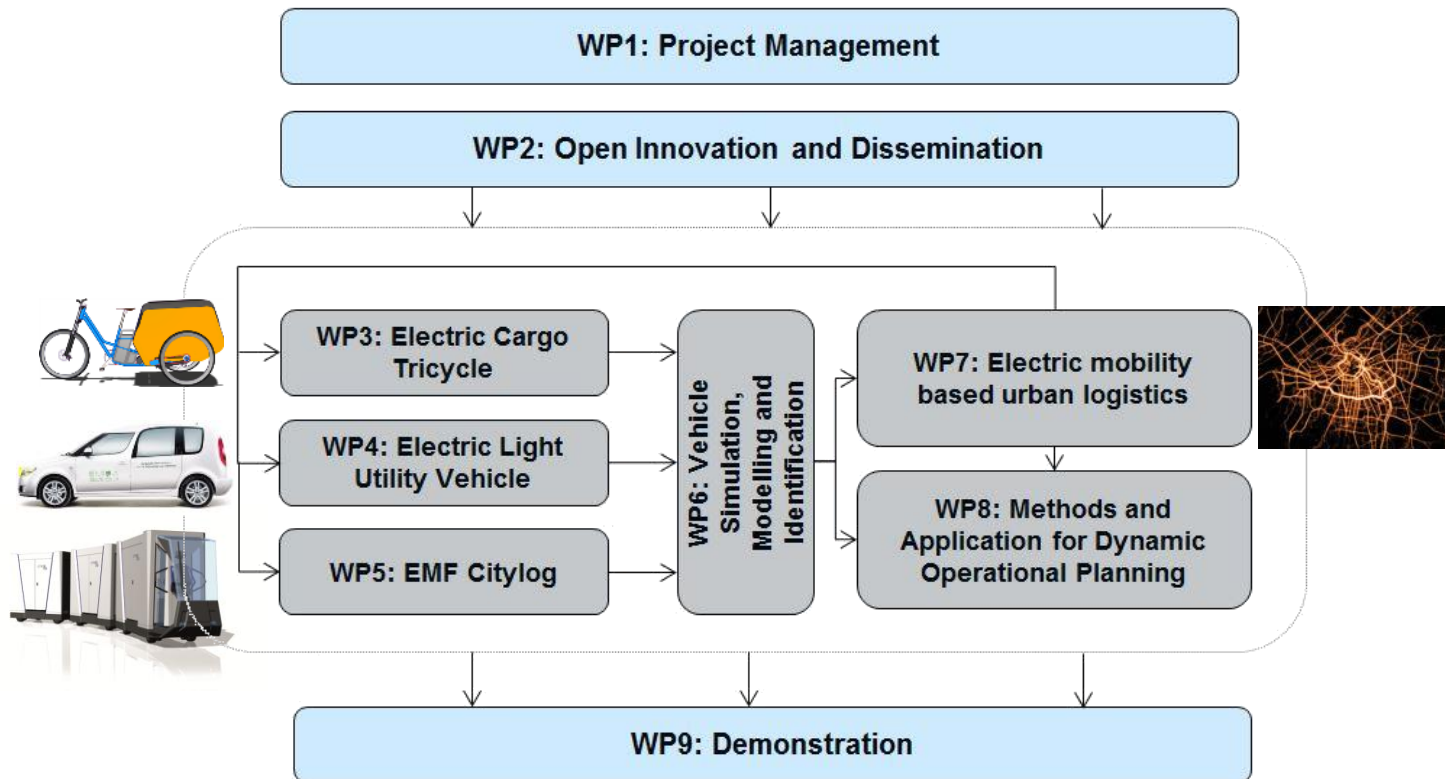 WP1: Project Management
WP2: Open Innovation and Dissemination
WP3: Electric Cargo
Tricycle
WP4: Electric Light
Utility Vehicle
WP5: EMF Citylog
WP6: Vehicle
Simulation,
Modelling and
Identification
WP7: Electric mobility
based urban logistics
WP8: Methods and
Application for Dynamic
Operational Planning
WP9: Demonstration